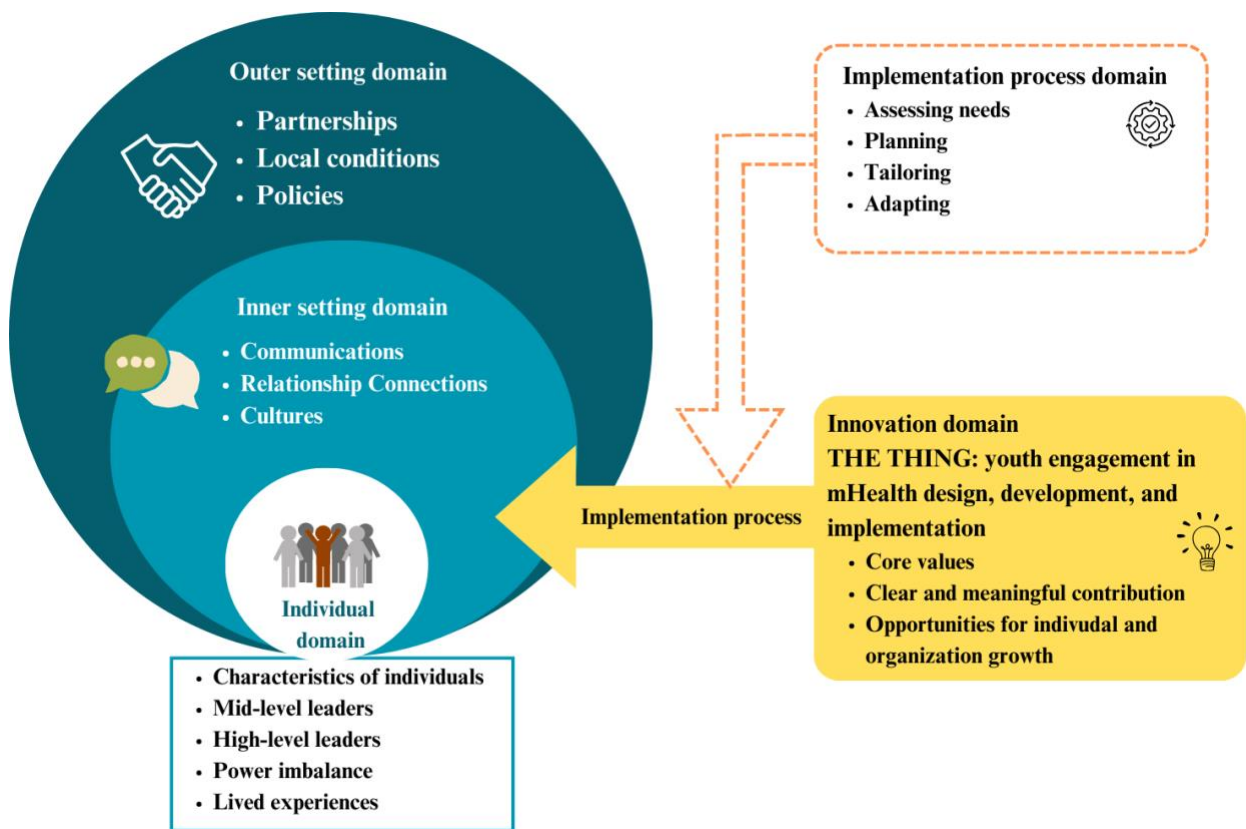 Outer setting domain
• Partnerships
• Local conditions
• Policies
Inner setting domain
• Communications
• Relationship Connections
• Cultures
Individual
domain
• Characteristics of individuals
• Mid-level leaders
• High-level leaders
• Power imbalance
• Lived experiences
Implementation process domain
• Assessing needs
• Planning
• Tailoring
• Adapting
Implementation process
Innovation domain
THE THING: youth engagement in
mHealth design, development, and
implementation
• Core values
• Clear and meaningful contribution
• Opportunities for indivudal and
organization growth